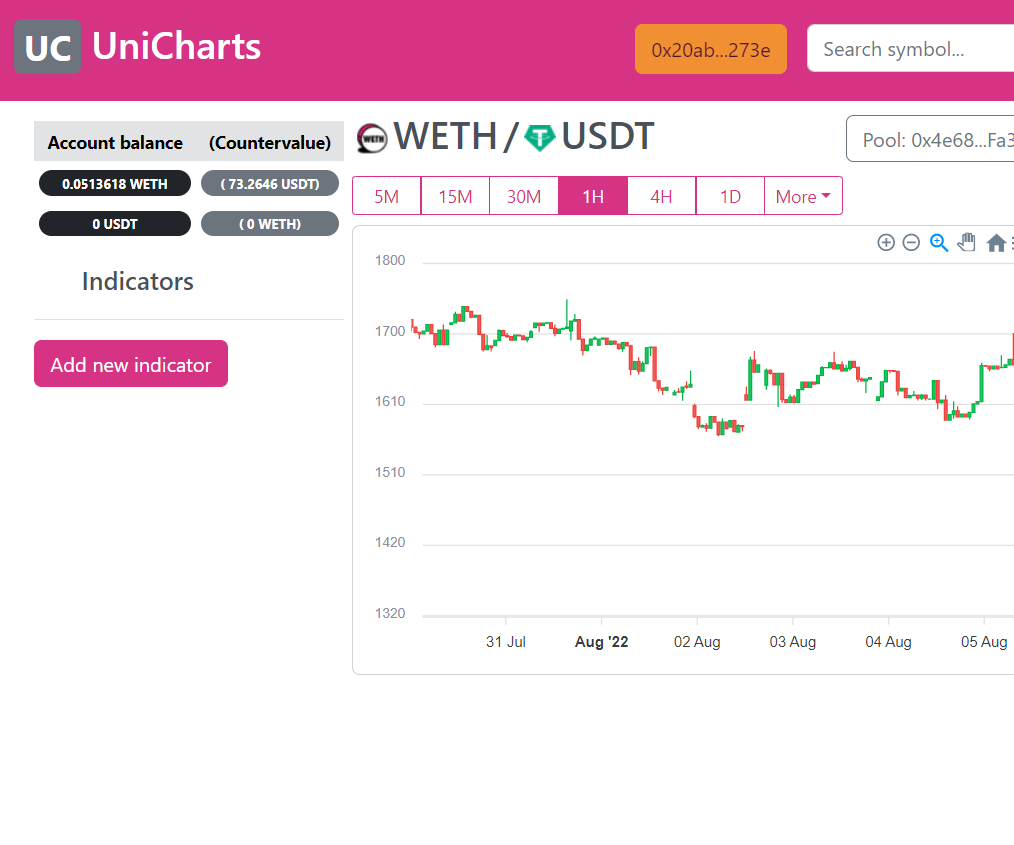 UC UniCharts
0x20ab...273e
Search symbol...
Account balance (Countervalue)
0.0513618 WETH ( 73.2646 USDT)
0 USDT ( 0 WETH)
Indicators
Add new indicator
WETH / USDT
Pool: 0x4e68...Fa3
5M 15M 30M 1H 4H 1D More
1800
1700
1610
1510
1420
1320
31 Jul Aug '22 02 Aug 03 Aug 04 Aug 05 Aug